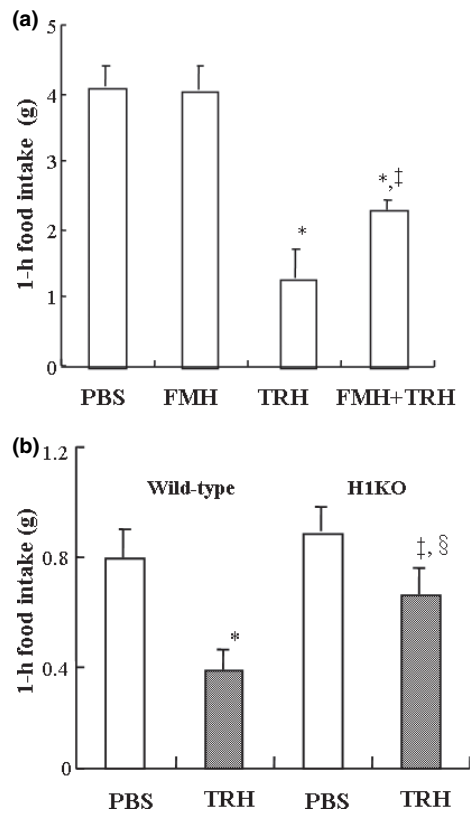 (a)
1-h food intake (g)
5
4
3
2
1
0
*
*,‡
PBS FMH TRH FMH+TRH
(b)
1-h food intake (g)
1.2
0.8
0.4
0
Wild-type H1KO
*
‡, §
PBS TRH PBS TRH